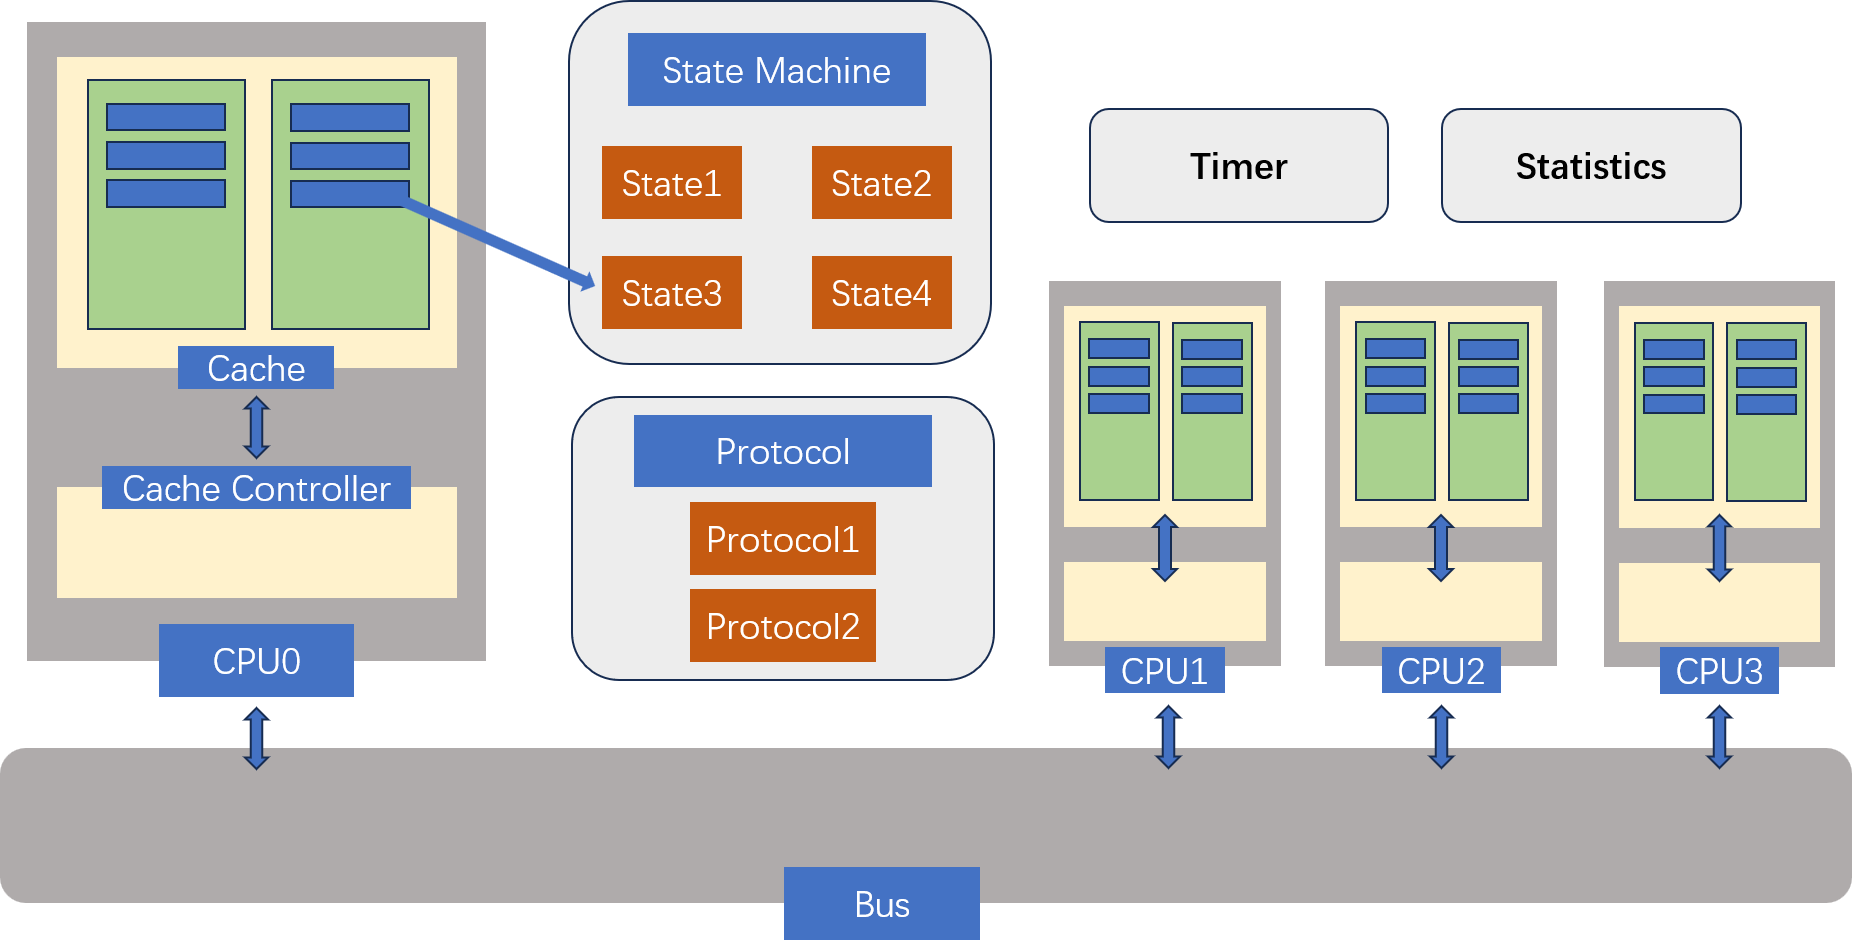 State Machine
State1
State2
State3
State4
Timer
Statistics
Cache
Cache Controller
CPU0
Protocol
Protocol1
Protocol2
CPU1
CPU2
CPU3
Bus